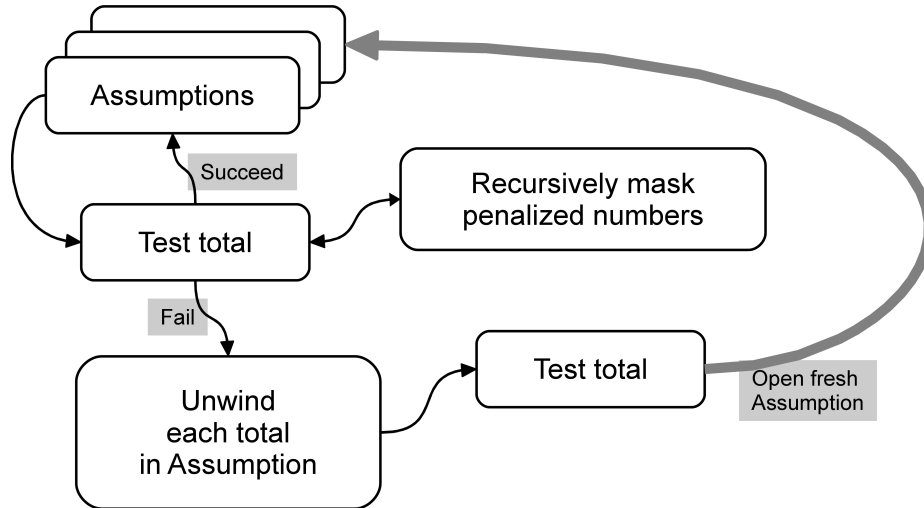 Assumptions
Succeed
Recursively mask
penalized numbers
Test total
Fail
Test total
Open fresh
Assumption
Unwind
each total
in Assumption